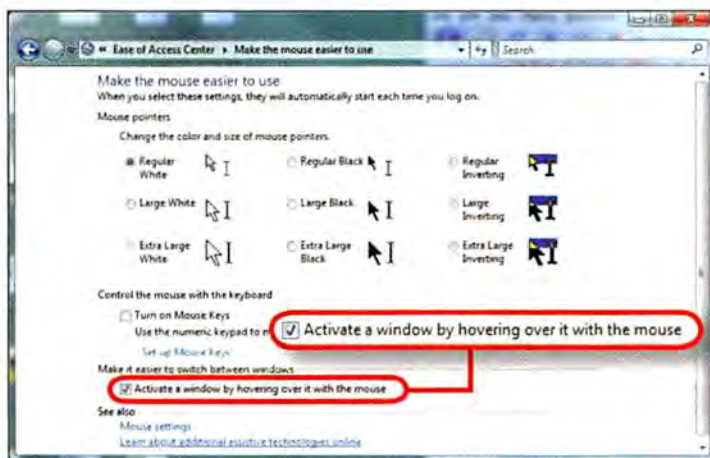 « Ease of Access Center ▸ Make the mouse easier to use
Search
Make the mouse easier to use
When you select these settings, they will automatically start each time you log on.
Mouse pointers
Change the color and size of mouse pointers.
Regular White
Regular Black
Regular Inverting
Large White
Large Black
Large Inverting
Extra Large White
Extra Large Black
Extra Large Inverting
Control the mouse with the keyboard
Turn on Mouse Keys
Use the numeric keypad to
Activate a window by hovering over it with the mouse
Set up Mouse Keys
Make it easier to switch between windows
Activate a window by hovering over it with the mouse
See also
Mouse settings
Learn about additional assistive technologies online